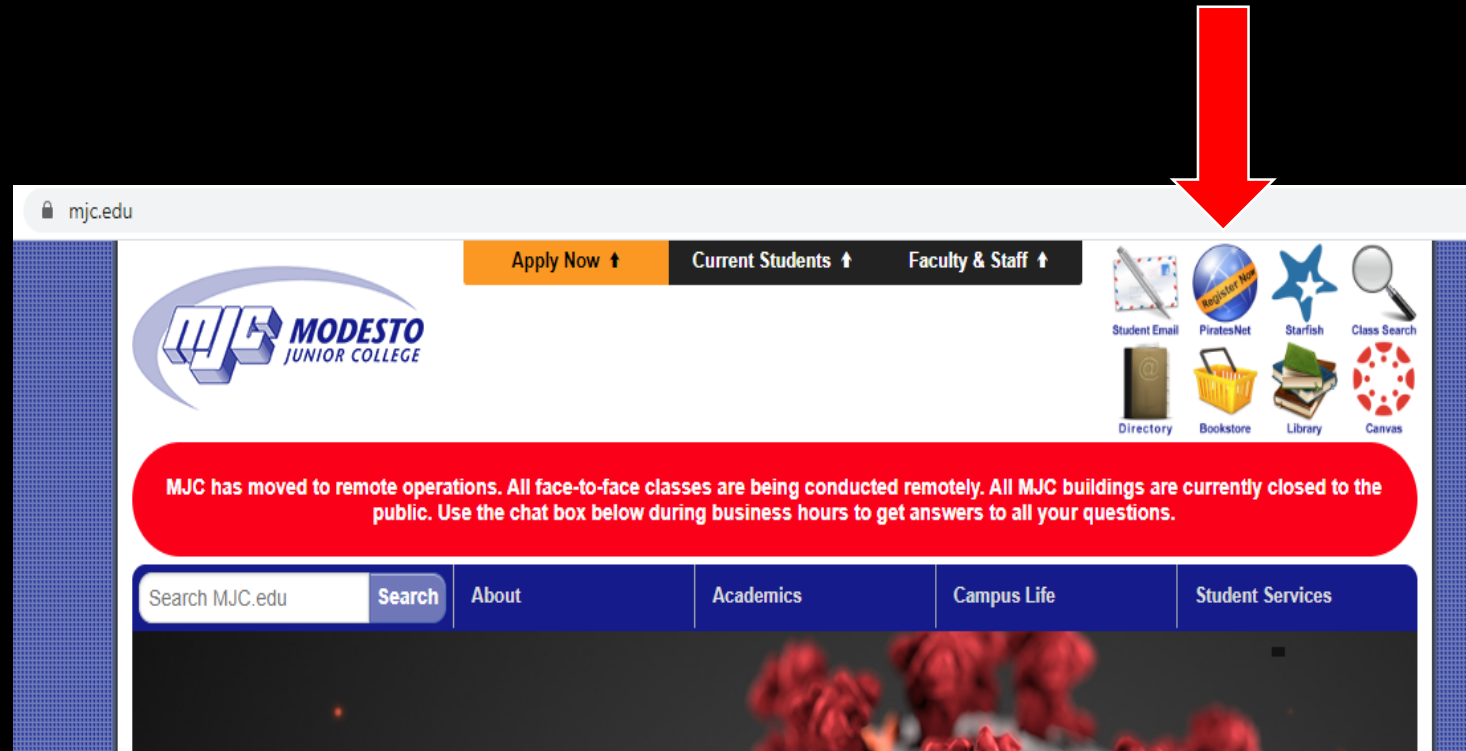 mjc.edu
Apply Now
Current Students
Faculty & Staff
MJC MODESTO
JUNIOR COLLEGE
Register Now
Student Email
PiratesNet
Starfish
Class Search
@
Directory
Bookstore
Library
Canvas
MJC has moved to remote operations. All face-to-face classes are being conducted remotely. All MJC buildings are currently closed to the
public. Use the chat box below during business hours to get answers to all your questions.
Search MJC.edu
Search
About
Academics
Campus Life
Student Services